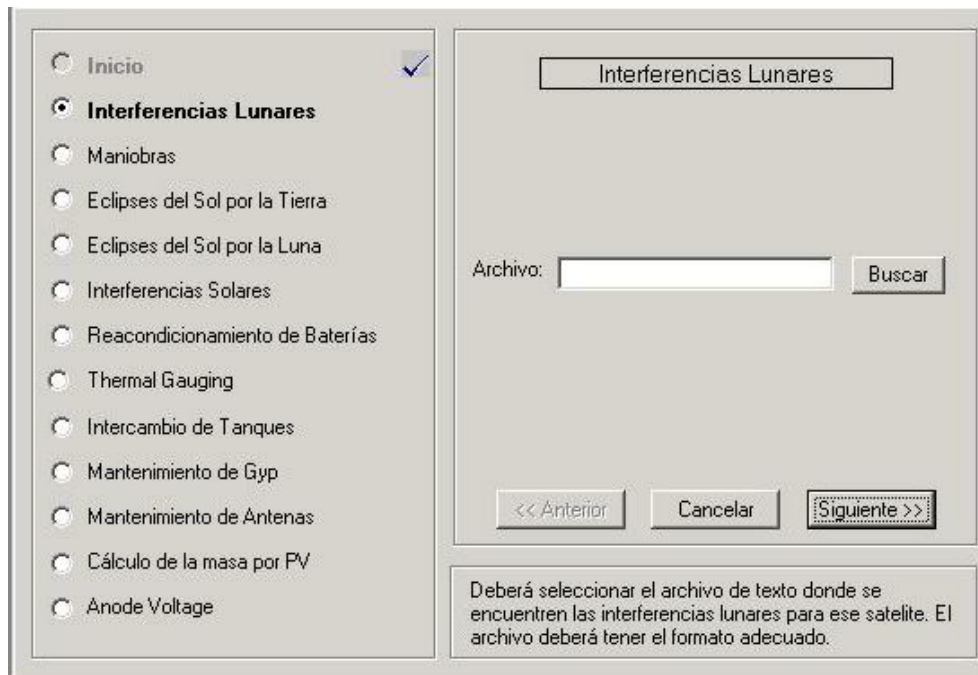 Inicio
Interferencias Lunares
Maniobras
Eclipses del Sol por la Tierra
Eclipses del Sol por la Luna
Interferencias Solares
Reacondicionamiento de Baterías
Thermal Gauging
Intercambio de Tanques
Mantenimiento de Gyp
Mantenimiento de Antenas
Cálculo de la masa por PV
Anode Voltage
Interferencias Lunares
Archivo:
Buscar
<< Anterior
Cancelar
Siguiente >>
Deberá seleccionar el archivo de texto donde se
encuentren las interferencias lunares para ese satelite. El
archivo deberá tener el formato adecuado.